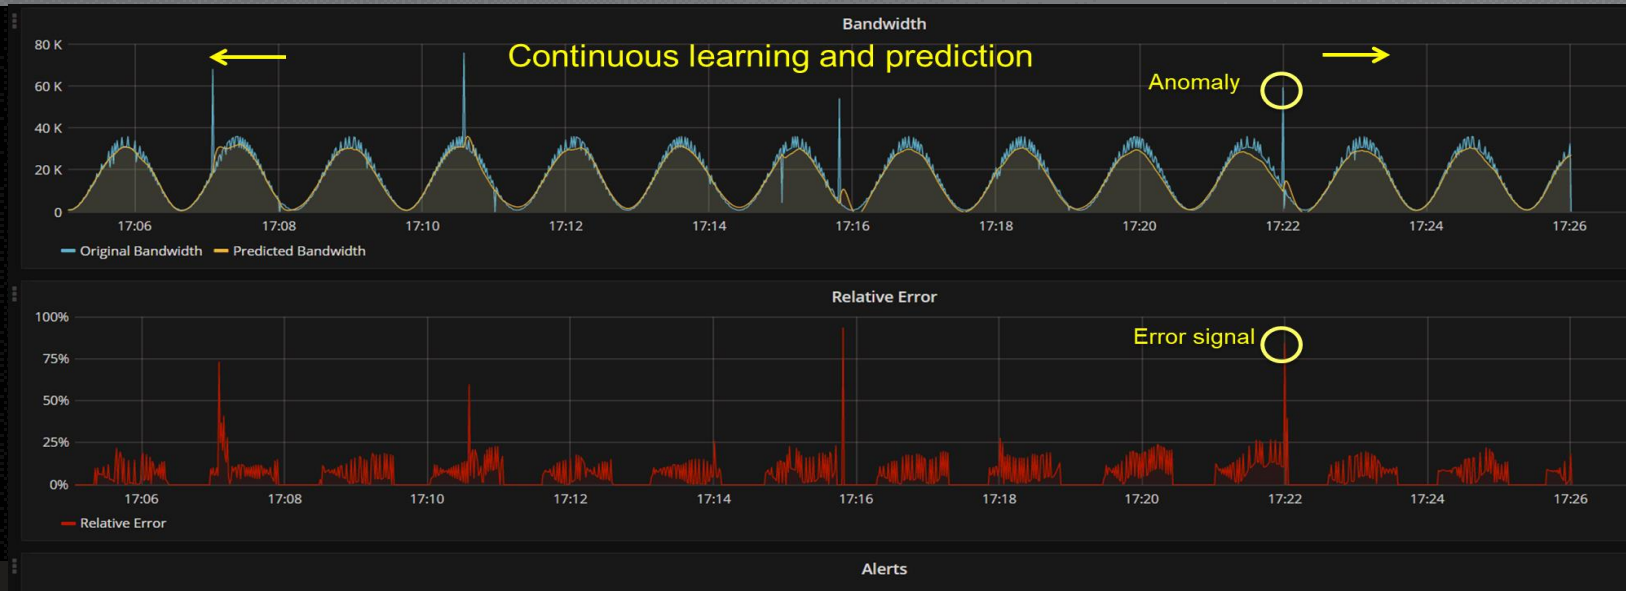 Bandwidth
80 K
Continuous learning and prediction
60 K
Anomaly
40 K
20 K
0
17:06 17:08 17:10 17:12 17:14 17:16 17:18 17:20 17:22 17:24 17:26
Original Bandwidth Predicted Bandwidth
Relative Error
100%
Error signal
75%
50%
25%
0%
17:06 17:08 17:10 17:12 17:14 17:16 17:18 17:20 17:22 17:24 17:26
Relative Error
Alerts